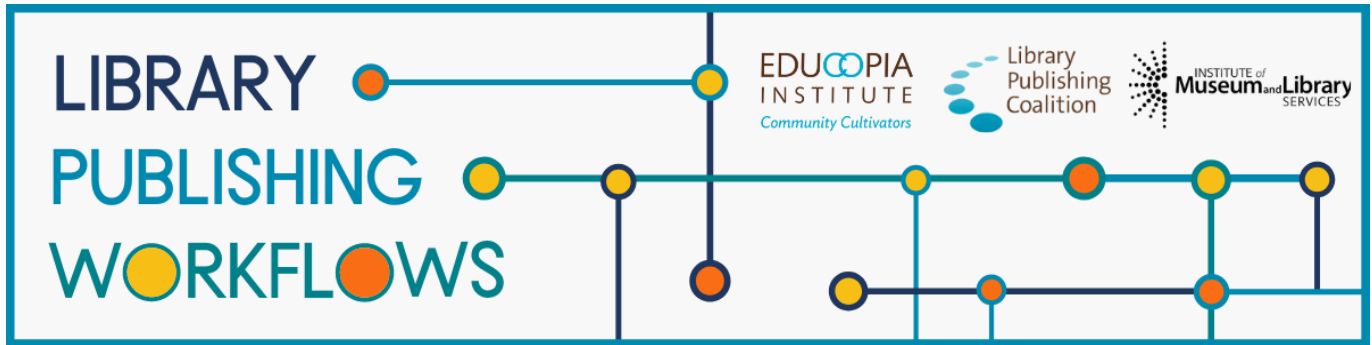 LIBRARY
PUBLISHING
WORKFLOWS
EDUCOPIA
INSTITUTE
Community Cultivators
Library
Publishing
Coalition
INSTITUTE of
Museum and Library
SERVICES